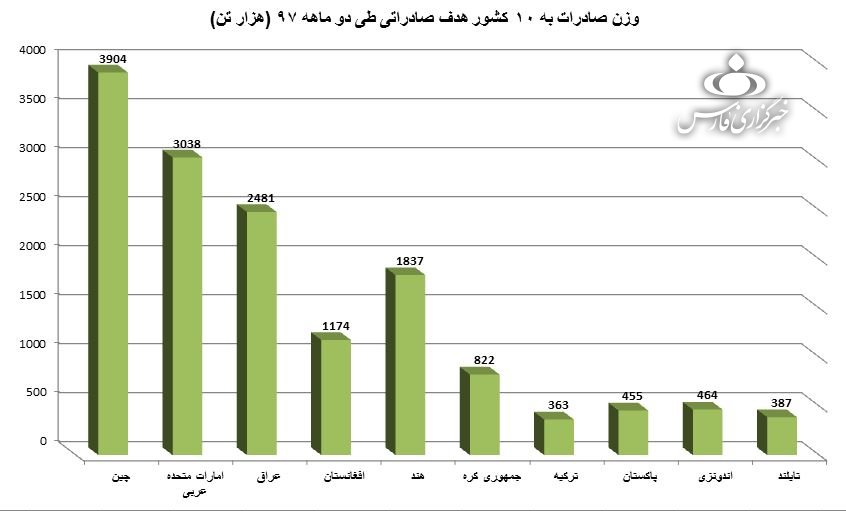 وزن صادرات به ۱۰ کشور هدف صادراتی طی دو ماهه ۹۷ (هزار تن)
خبرگزاری فارس
4000
3500
3000
2500
2000
1500
1000
500
0
3904
3038
2481
1174
1837
822
363
455
464
387
چین
امارات متحده
عربی
عراق
افغانستان
هند
جمهوری کره
ترکیه
پاکستان
اندونزی
تایلند